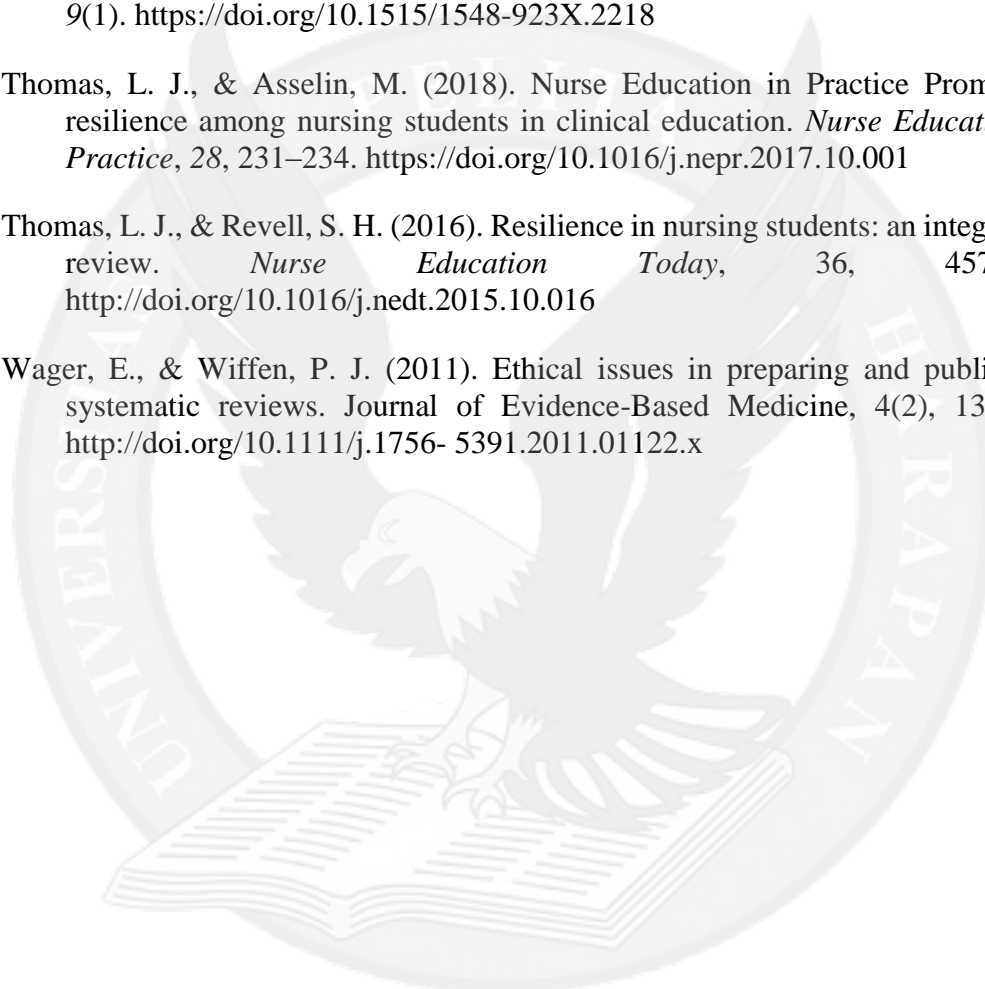 9(1). https://doi.org/10.1515/1548-923X.2218
Thomas, L. J., & Asselin, M. (2018). Nurse Education in Practice Prom
resilience among nursing students in clinical education. Nurse Educati
Practice, 28, 231–234. https://doi.org/10.1016/j.nepr.2017.10.001
Thomas, L. J., & Revell, S. H. (2016). Resilience in nursing students: an integ
review. Nurse Education Today, 36, 457
http://doi.org/10.1016/j.nedt.2015.10.016
Wager, E., & Wiffen, P. J. (2011). Ethical issues in preparing and publi
systematic reviews. Journal of Evidence-Based Medicine, 4(2), 13
http://doi.org/10.1111/j.1756- 5391.2011.01122.x
UNIVERSITAS PELITA HARAPAN